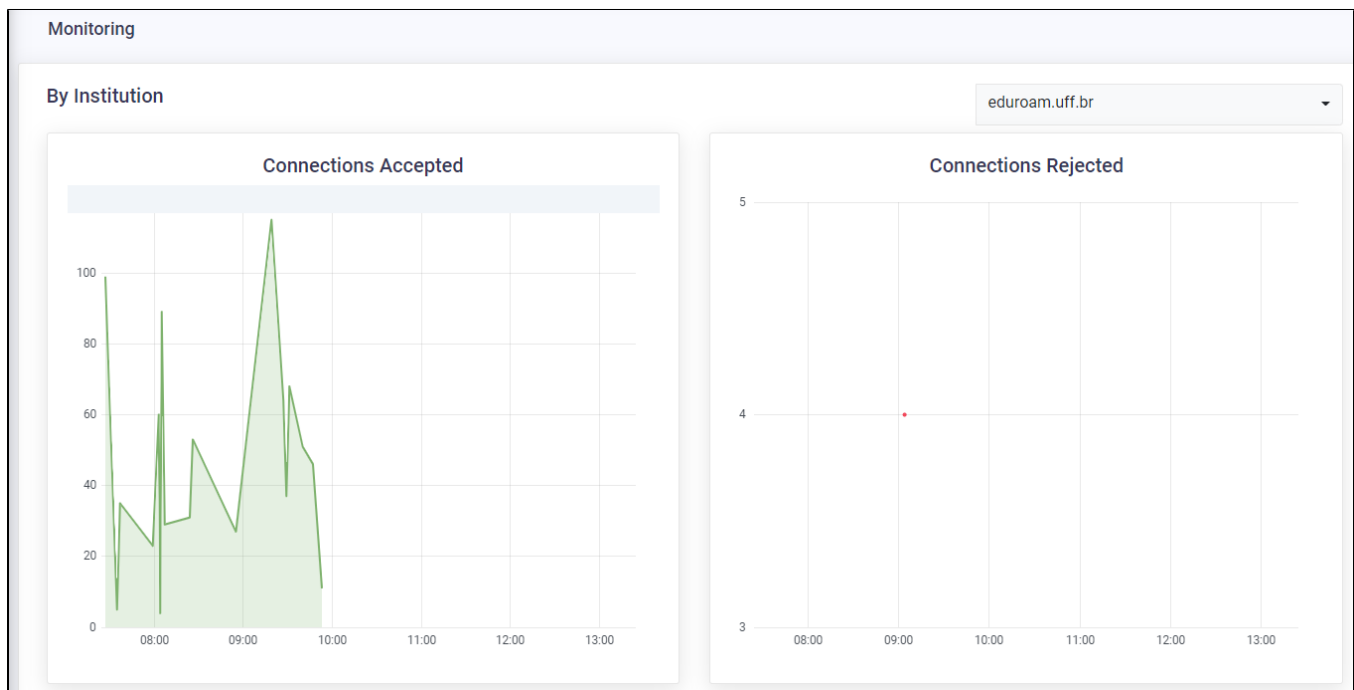 Monitoring
By Institution
eduroam.uff.br
Connections Accepted
100
80
60
40
20
0
08:00 09:00 10:00 11:00 12:00 13:00
Connections Rejected
5
4
3
08:00 09:00 10:00 11:00 12:00 13:00